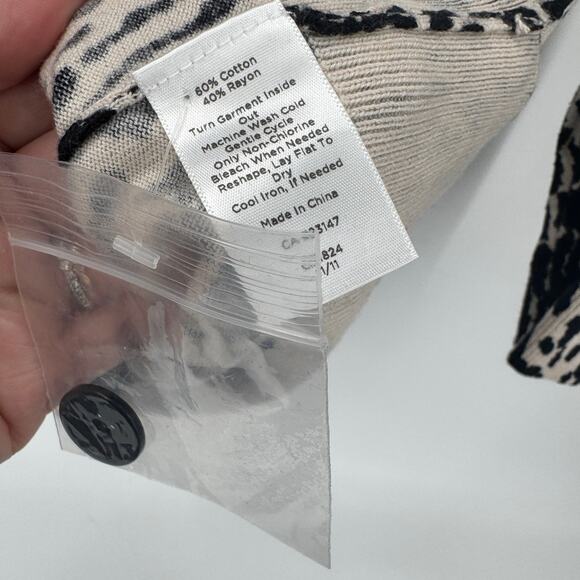 60% Cotton
40% Rayon
Turn Garment Inside
Out
Machine Wash Cold
Gentle Cycle
Only Non-Chlorine
Bleach When Needed
Reshape, Lay Flat To
Dry
Cool Iron, If Needed
Made In China